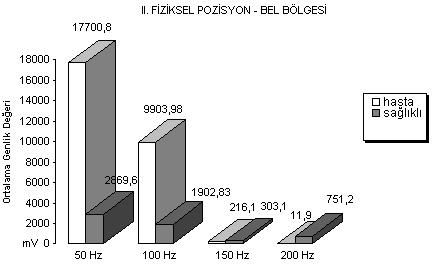 II. FİZİKSEL POZİSYON - BEL BÖLGESİ
17700,8
18000
16000
14000
12000
10000
8000
6000
4000
2000
mV 0
Ortalama Genlik Değeri
9903,98
2869,6
1902,83
216,1
303,1
11,9
751,2
hasta
sağlıklı
50 Hz
100 Hz
150 Hz
200 Hz